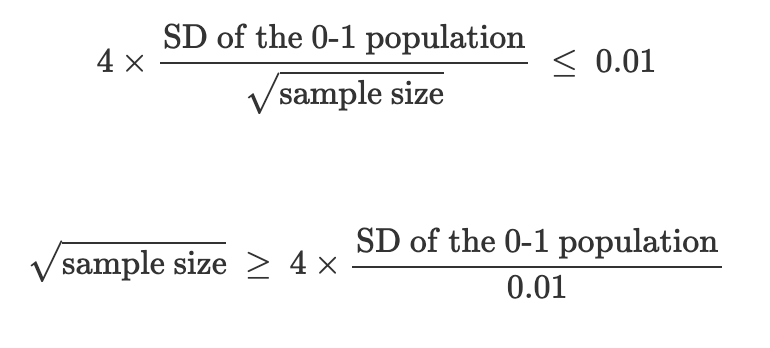 4 × SD of the 0-1 population / √sample size ≤ 0.01
√sample size ≥ 4 × SD of the 0-1 population / 0.01